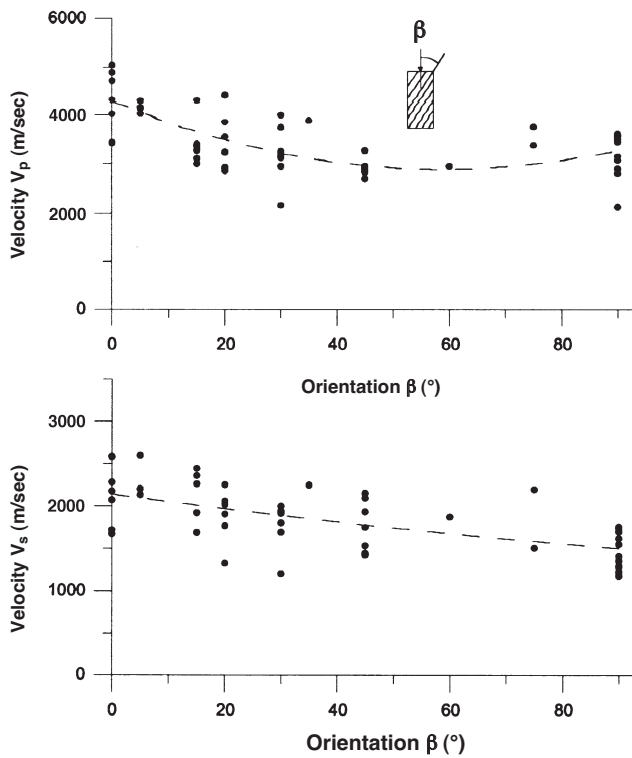 6000
4000
2000
0
Velocity Vp (m/sec)
β
0 20 40 60 80
Orientation β (°)
3000
2000
1000
0
Velocity Vs (m/sec)
0 20 40 60 80
Orientation β (°)